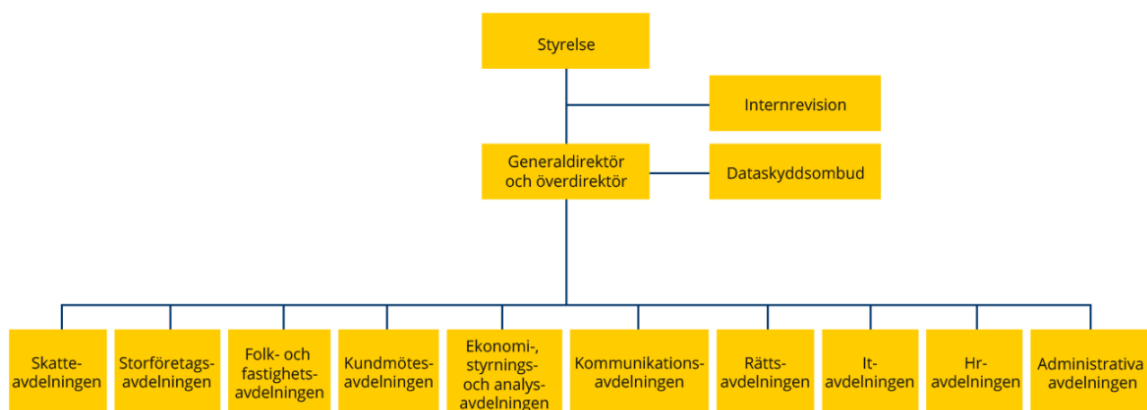 Styrelse
Internrevision
Generaldirektör
och överdirektör
Dataskyddsombud
Skatte-
avdelningen
Storföretags-
avdelningen
Folk- och
fastighets-
avdelningen
Kundmötes-
avdelningen
Ekonomi-,
styrnings-
och analys-
avdelningen
Kommunikations-
avdelningen
Rätts-
avdelningen
It-
avdelningen
Hr-
avdelningen
Administrativa
avdelningen